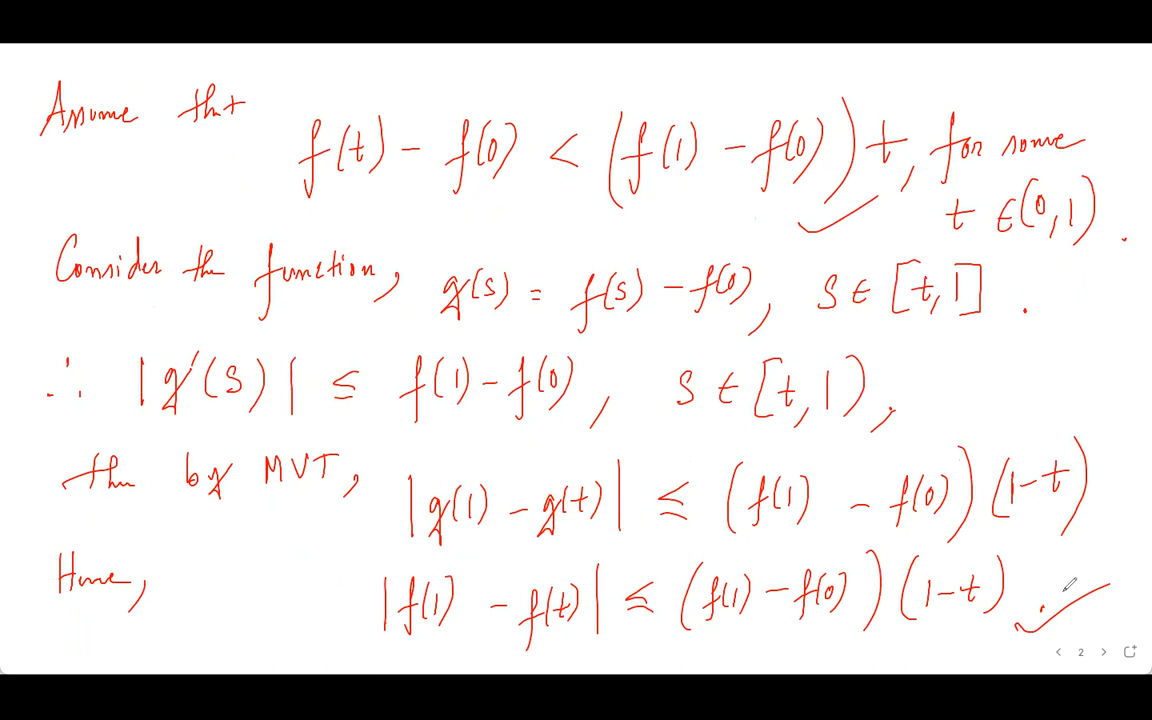 Assume that
f(t) - f(0) < (f(1) - f(0)) t, for some
t ∈ (0, 1).
Consider the function, g(s) = f(s) - f(0), s ∈ [t, 1].
∴ |g'(s)| ≤ f(1) - f(0), s ∈ [t, 1),
then by MVT, |g(1) - g(t)| ≤ (f(1) - f(0)) (1-t)
Hence, |f(1) - f(t)| ≤ (f(1) - f(0)) (1-t).
< 2 >